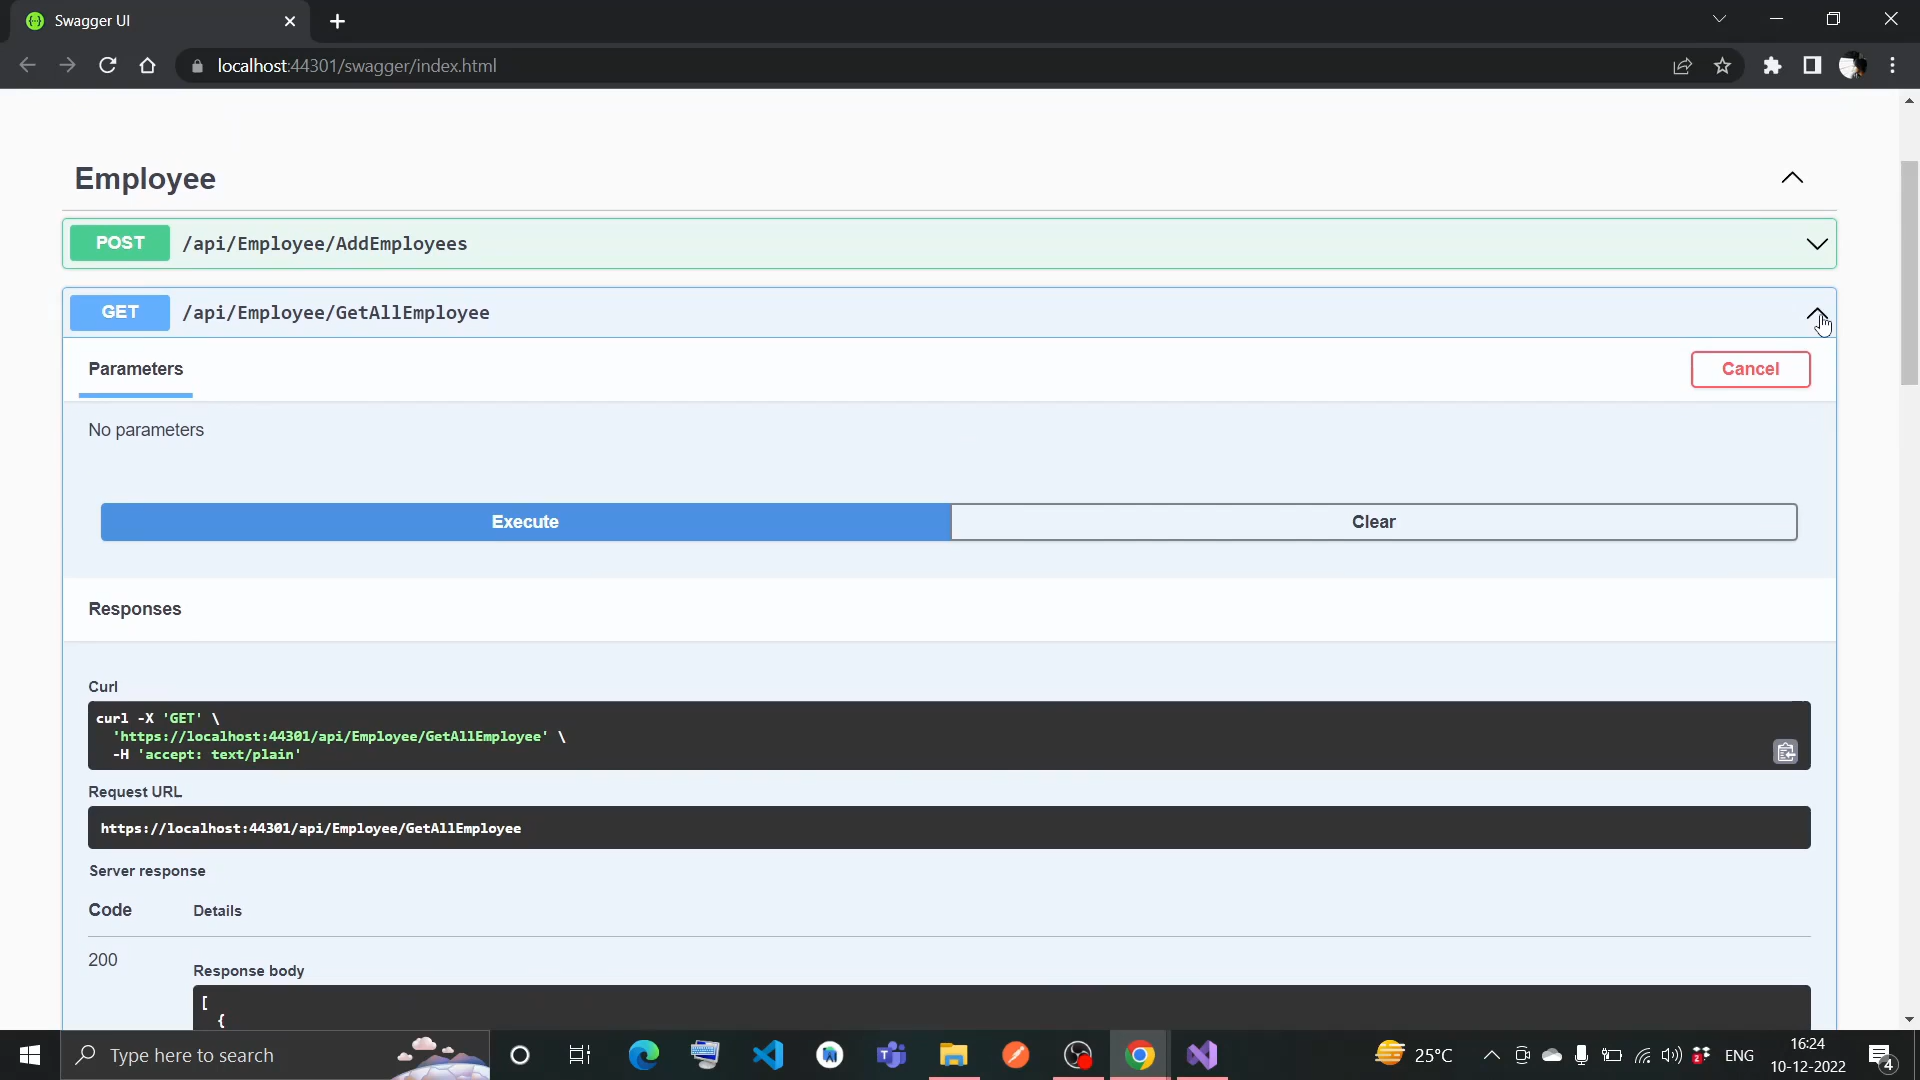 Swagger UI
localhost:44301/swagger/index.html
Employee
POST /api/Employee/AddEmployees
GET /api/Employee/GetAllEmployee
Parameters
Cancel
No parameters
Execute
Clear
Responses
Curl
curl -X 'GET' \
'https://localhost:44301/api/Employee/GetAllEmployee' \
-H 'accept: text/plain'
Request URL
https://localhost:44301/api/Employee/GetAllEmployee
Server response
Code Details
200
Response body
[
{
Type here to search
25°C
ENG
16:24
10-12-2022
4